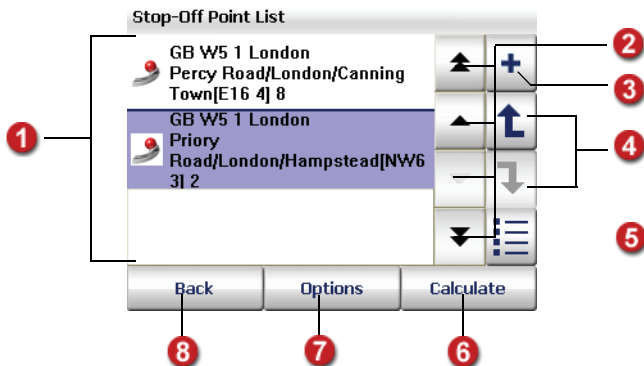 Stop-Off Point List
GB W5 1 London
Percy Road/London/Canning
Town[E16 4] 8
GB W5 1 London
Priory
Road/London/Hampstead[NW6
3] 2
Back
Options
Calculate
1
2
3
4
5
6
7
8